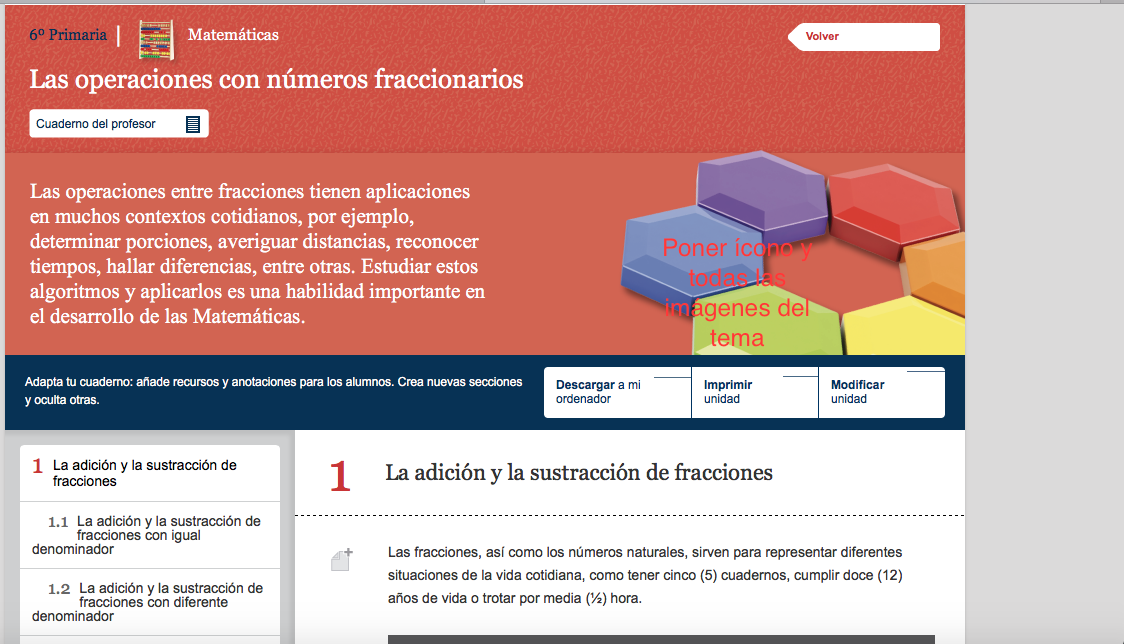 6º Primaria
Matemáticas
Volver
Las operaciones con números fraccionarios
Cuaderno del profesor
Las operaciones entre fracciones tienen aplicaciones
en muchos contextos cotidianos, por ejemplo,
determinar porciones, averiguar distancias, reconocer
tiempos, hallar diferencias, entre otras. Estudiar estos
algoritmos y aplicarlos es una habilidad importante en
el desarrollo de las Matemáticas.
Poner ícono y
todas las
imágenes del
tema
Adapta tu cuaderno: añade recursos y anotaciones para los alumnos. Crea nuevas secciones
y oculta otras.
Descargar a mi
ordenador
Imprimir
unidad
Modificar
unidad
1 La adición y la sustracción de
fracciones
1.1 La adición y la sustracción de
fracciones con igual
denominador
1.2 La adición y la sustracción de
fracciones con diferente
denominador
1 La adición y la sustracción de fracciones
Las fracciones, así como los números naturales, sirven para representar diferentes
situaciones de la vida cotidiana, como tener cinco (5) cuadernos, cumplir doce (12)
años de vida o trotar por media (½) hora.